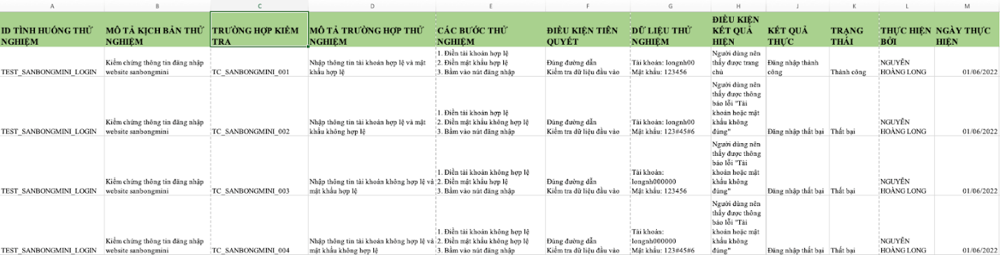 A B C D E F G H J K L M
ID TÌNH HUỐNG THỬ NGHIỆM
MÔ TẢ KỊCH BẢN THỬ NGHIỆM
TRƯỜNG HỢP KIỂM TRA
MÔ TẢ TRƯỜNG HỢP THỬ NGHIỆM
CÁC BƯỚC THỬ NGHIỆM
ĐIỀU KIỆN TIÊN QUYẾT
DỮ LIỆU THỬ NGHIỆM
ĐIỀU KIỆN KẾT QUẢ HIỆN
KẾT QUẢ THỰC
TRẠNG THÁI
THỰC HIỆN BỞI
NGÀY THỰC HIỆN
TEST_SANBONGMINI_LOGIN
Kiểm chứng thông tin đăng nhập
website sanbongmini
TC_SANBONGMINI_001
Nhập thông tin tài khoản hợp lệ và mật
khẩu hợp lệ
1. Điền tài khoản hợp lệ
2. Điền mật khẩu hợp lệ
3. Bấm vào nút đăng nhập
Đúng đường dẫn
Kiểm tra dữ liệu đầu vào
Tài khoản: longnh00
Mật khẩu: 123456
Người dùng nên
thấy được trang
chủ
Đăng nhập thành
công
Thành công
NGUYỄN
HOÀNG LONG
01/06/2022
TEST_SANBONGMINI_LOGIN
Kiểm chứng thông tin đăng nhập
website sanbongmini
TC_SANBONGMINI_002
Nhập thông tin tài khoản hợp lệ và mật
khẩu không hợp lệ
1. Điền tài khoản hợp lệ
2. Điền mật khẩu không hợp lệ
3. Bấm vào nút đăng nhập
Đúng đường dẫn
Kiểm tra dữ liệu đầu vào
Tài khoản: longnh00
Mật khẩu: 123#45#6
Người dùng nên
thấy được thông
báo lỗi "Tài
khoản hoặc mật
khẩu không
đúng"
Đăng nhập thất bại
Thất bại
NGUYỄN
HOÀNG LONG
01/06/2022
TEST_SANBONGMINI_LOGIN
Kiểm chứng thông tin đăng nhập
website sanbongmini
TC_SANBONGMINI_003
Nhập thông tin tài khoản không hợp lệ và
mật khẩu hợp lệ
1. Điền tài khoản không hợp lệ
2. Điền mật khẩu hợp lệ
3. Bấm vào nút đăng nhập
Đúng đường dẫn
Kiểm tra dữ liệu đầu vào
Tài khoản:
longnh000000
Mật khẩu: 123456
Người dùng nên
thấy được thông
báo lỗi "Tài
khoản hoặc mật
khẩu không
đúng"
Đăng nhập thất bại
Thất bại
NGUYỄN
HOÀNG LONG
01/06/2022
TEST_SANBONGMINI_LOGIN
Kiểm chứng thông tin đăng nhập
website sanbongmini
TC_SANBONGMINI_004
Nhập thông tin tài khoản không hợp lệ và
mật khẩu không hợp lệ
1. Điền tài khoản không hợp lệ
2. Điền mật khẩu không hợp lệ
3. Bấm vào nút đăng nhập
Đúng đường dẫn
Kiểm tra dữ liệu đầu vào
Tài khoản:
longnh000000
Mật khẩu: 123#45#6
Người dùng nên
thấy được thông
báo lỗi "Tài
khoản hoặc mật
khẩu không
đúng"
Đăng nhập thất bại
Thất bại
NGUYỄN
HOÀNG LONG
01/06/2022